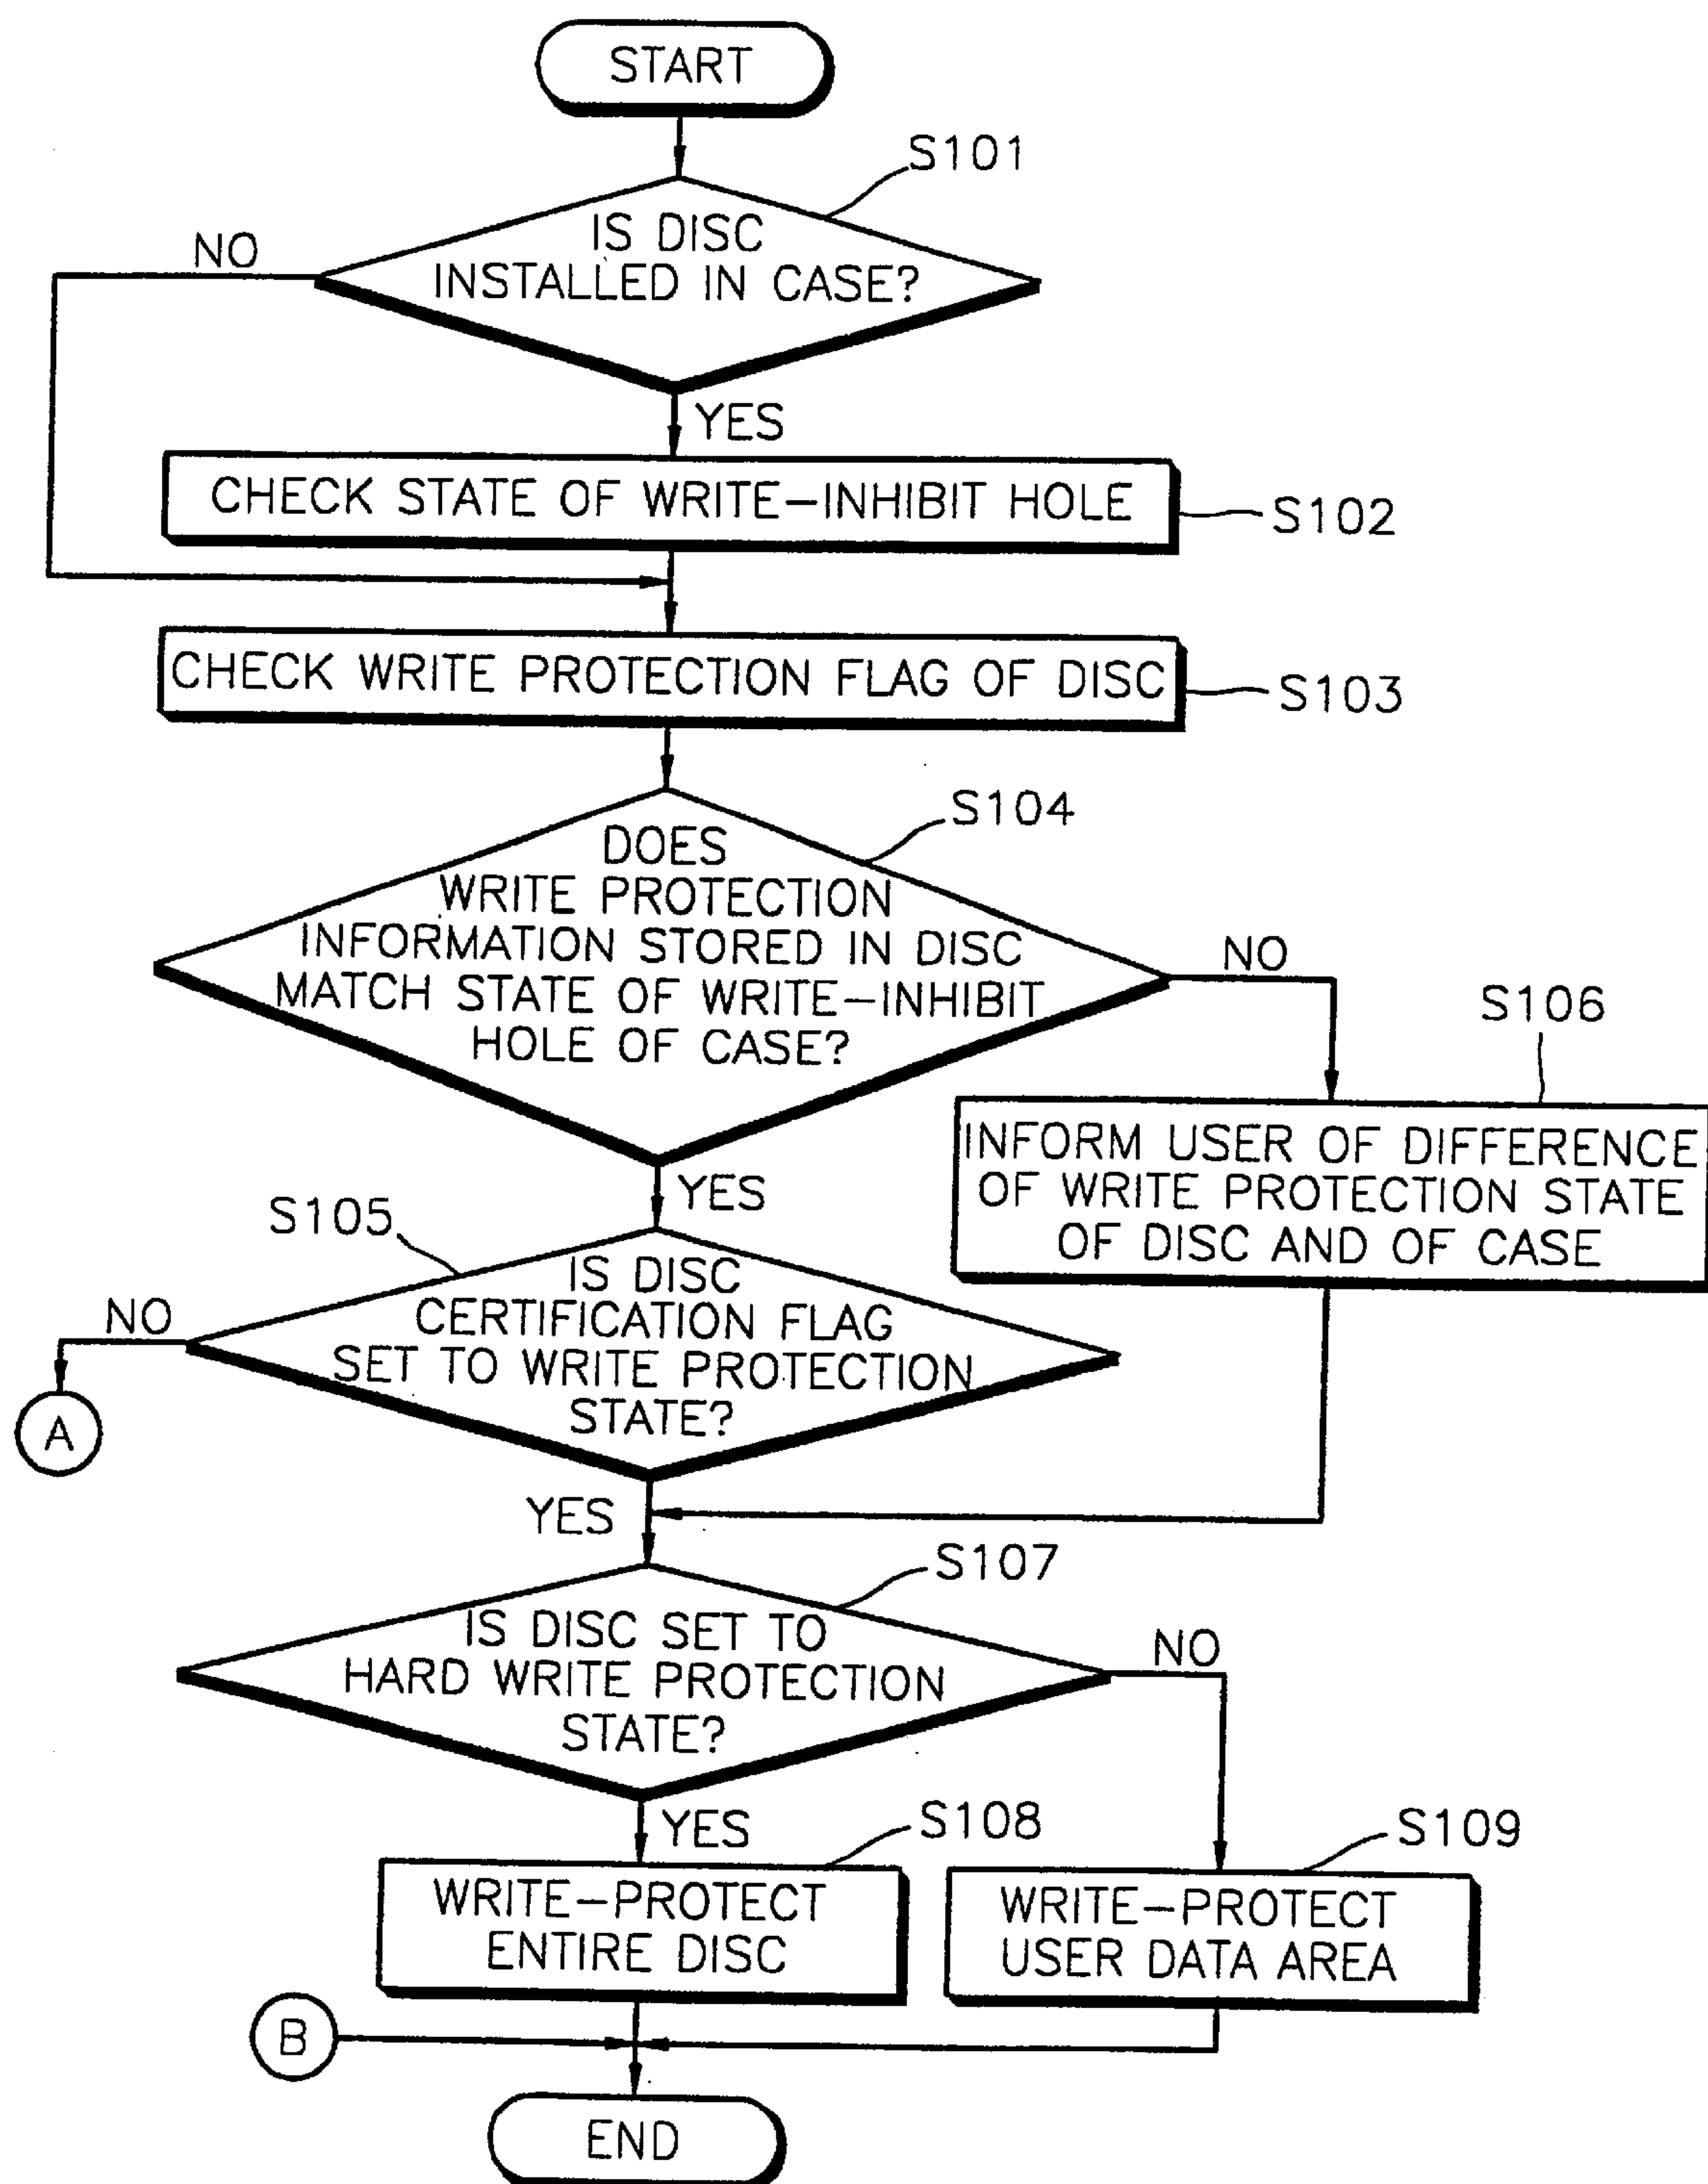 START
S101
IS DISC
INSTALLED IN CASE?
NO
YES
CHECK STATE OF WRITE-INHIBIT HOLE
S102
CHECK WRITE PROTECTION FLAG OF DISC
S103
S104
DOES
WRITE PROTECTION
INFORMATION STORED IN DISC
MATCH STATE OF WRITE-INHIBIT
HOLE OF CASE?
NO
YES
S106
INFORM USER OF DIFFERENCE
OF WRITE PROTECTION STATE
OF DISC AND OF CASE
S105
IS DISC
CERTIFICATION FLAG
SET TO WRITE PROTECTION
STATE?
NO
A
YES
S107
IS DISC SET TO
HARD WRITE PROTECTION
STATE?
NO
YES
S108
WRITE-PROTECT
ENTIRE DISC
S109
WRITE-PROTECT
USER DATA AREA
B
END